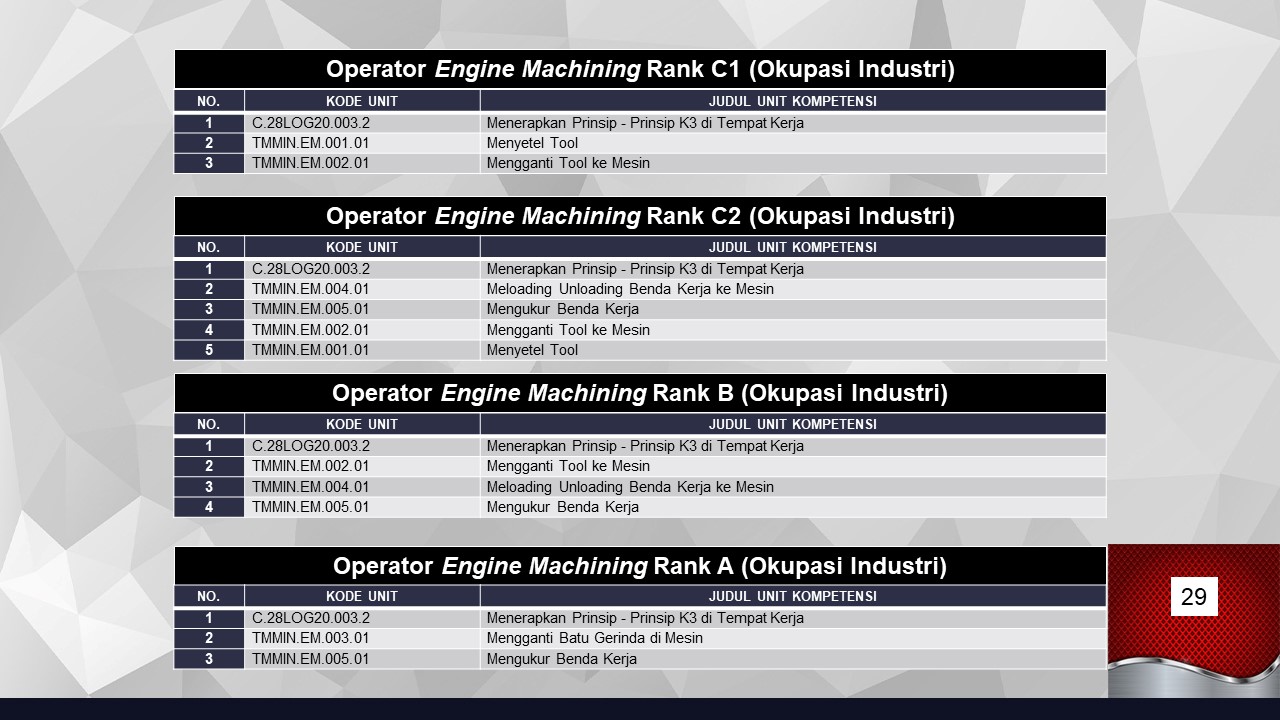 Operator Engine Machining Rank C1 (Okupasi Industri)
NO. KODE UNIT JUDUL UNIT KOMPETENSI
1 C.28LOG20.003.2 Menerapkan Prinsip - Prinsip K3 di Tempat Kerja
2 TMMIN.EM.001.01 Menyetel Tool
3 TMMIN.EM.002.01 Mengganti Tool ke Mesin
Operator Engine Machining Rank C2 (Okupasi Industri)
NO. KODE UNIT JUDUL UNIT KOMPETENSI
1 C.28LOG20.003.2 Menerapkan Prinsip - Prinsip K3 di Tempat Kerja
2 TMMIN.EM.004.01 Meloading Unloading Benda Kerja ke Mesin
3 TMMIN.EM.005.01 Mengukur Benda Kerja
4 TMMIN.EM.002.01 Mengganti Tool ke Mesin
5 TMMIN.EM.001.01 Menyetel Tool
Operator Engine Machining Rank B (Okupasi Industri)
NO. KODE UNIT JUDUL UNIT KOMPETENSI
1 C.28LOG20.003.2 Menerapkan Prinsip - Prinsip K3 di Tempat Kerja
2 TMMIN.EM.002.01 Mengganti Tool ke Mesin
3 TMMIN.EM.004.01 Meloading Unloading Benda Kerja ke Mesin
4 TMMIN.EM.005.01 Mengukur Benda Kerja
Operator Engine Machining Rank A (Okupasi Industri)
NO. KODE UNIT JUDUL UNIT KOMPETENSI
1 C.28LOG20.003.2 Menerapkan Prinsip - Prinsip K3 di Tempat Kerja
2 TMMIN.EM.003.01 Mengganti Batu Gerinda di Mesin
3 TMMIN.EM.005.01 Mengukur Benda Kerja
29